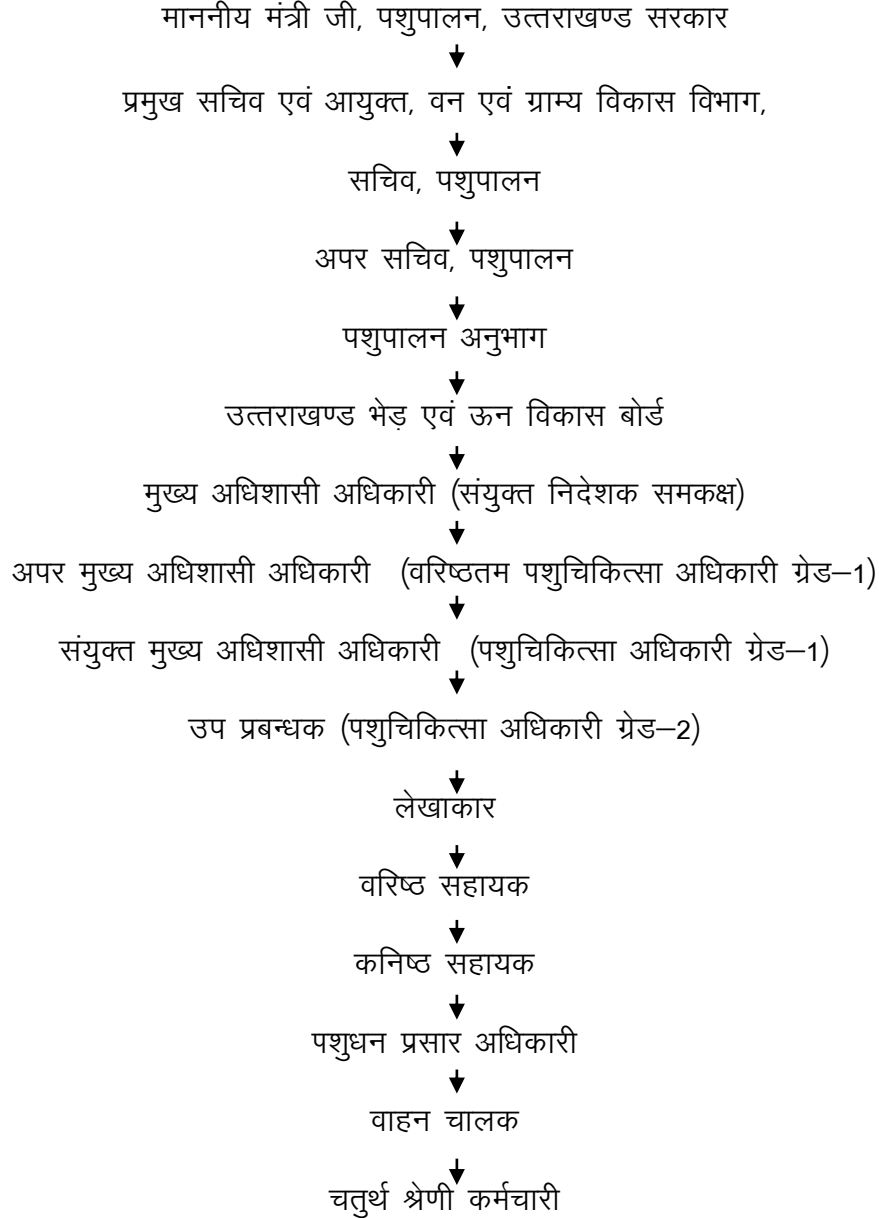 माननीय मंत्री जी, पशुपालन, उत्तराखण्ड सरकार
प्रमुख सचिव एवं आयुक्त, वन एवं ग्राम्य विकास विभाग,
सचिव, पशुपालन
अपर सचिव, पशुपालन
पशुपालन अनुभाग
उत्तराखण्ड भेड़ एवं ऊन विकास बोर्ड
मुख्य अधिशासी अधिकारी (संयुक्त निदेशक समकक्ष)
अपर मुख्य अधिशासी अधिकारी (वरिष्ठतम पशुचिकित्सा अधिकारी ग्रेड–1)
संयुक्त मुख्य अधिशासी अधिकारी (पशुचिकित्सा अधिकारी ग्रेड–1)
उप प्रबन्धक (पशुचिकित्सा अधिकारी ग्रेड–2)
लेखाकार
वरिष्ठ सहायक
कनिष्ठ सहायक
पशुधन प्रसार अधिकारी
वाहन चालक
चतुर्थ श्रेणी कर्मचारी